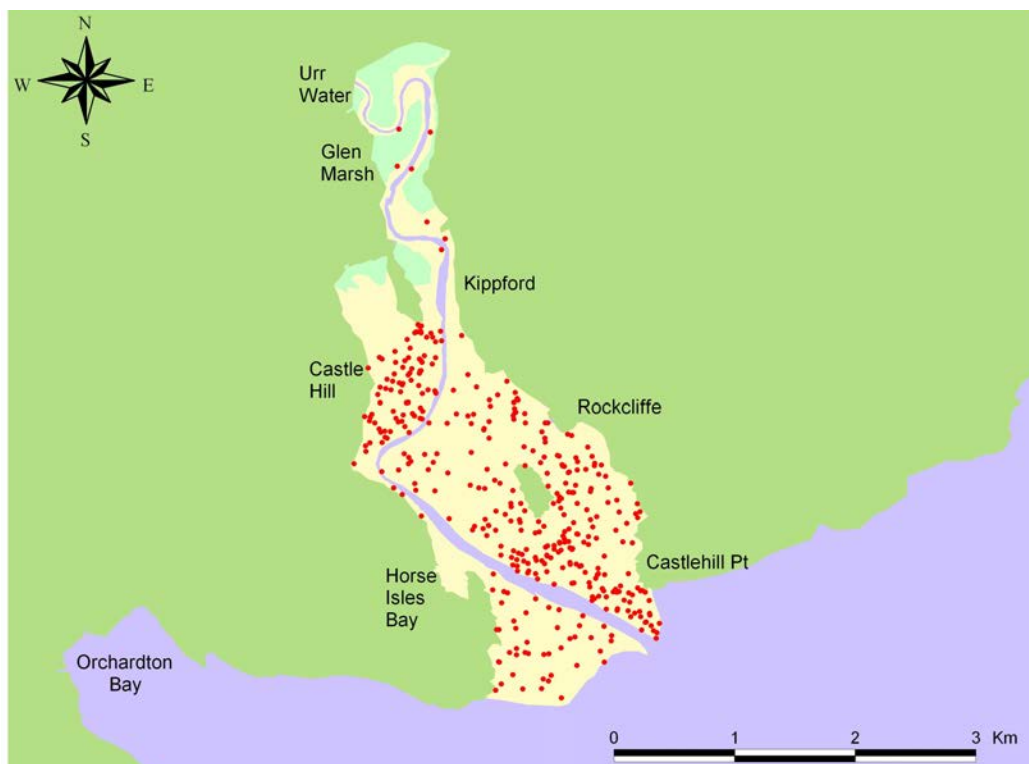 N
W E
S
Urr
Water
Glen
Marsh
Kippford
Castle
Hill
Rockcliffe
Castlehill Pt
Horse
Isles
Bay
Orchardton
Bay
0 1 2 3 Km